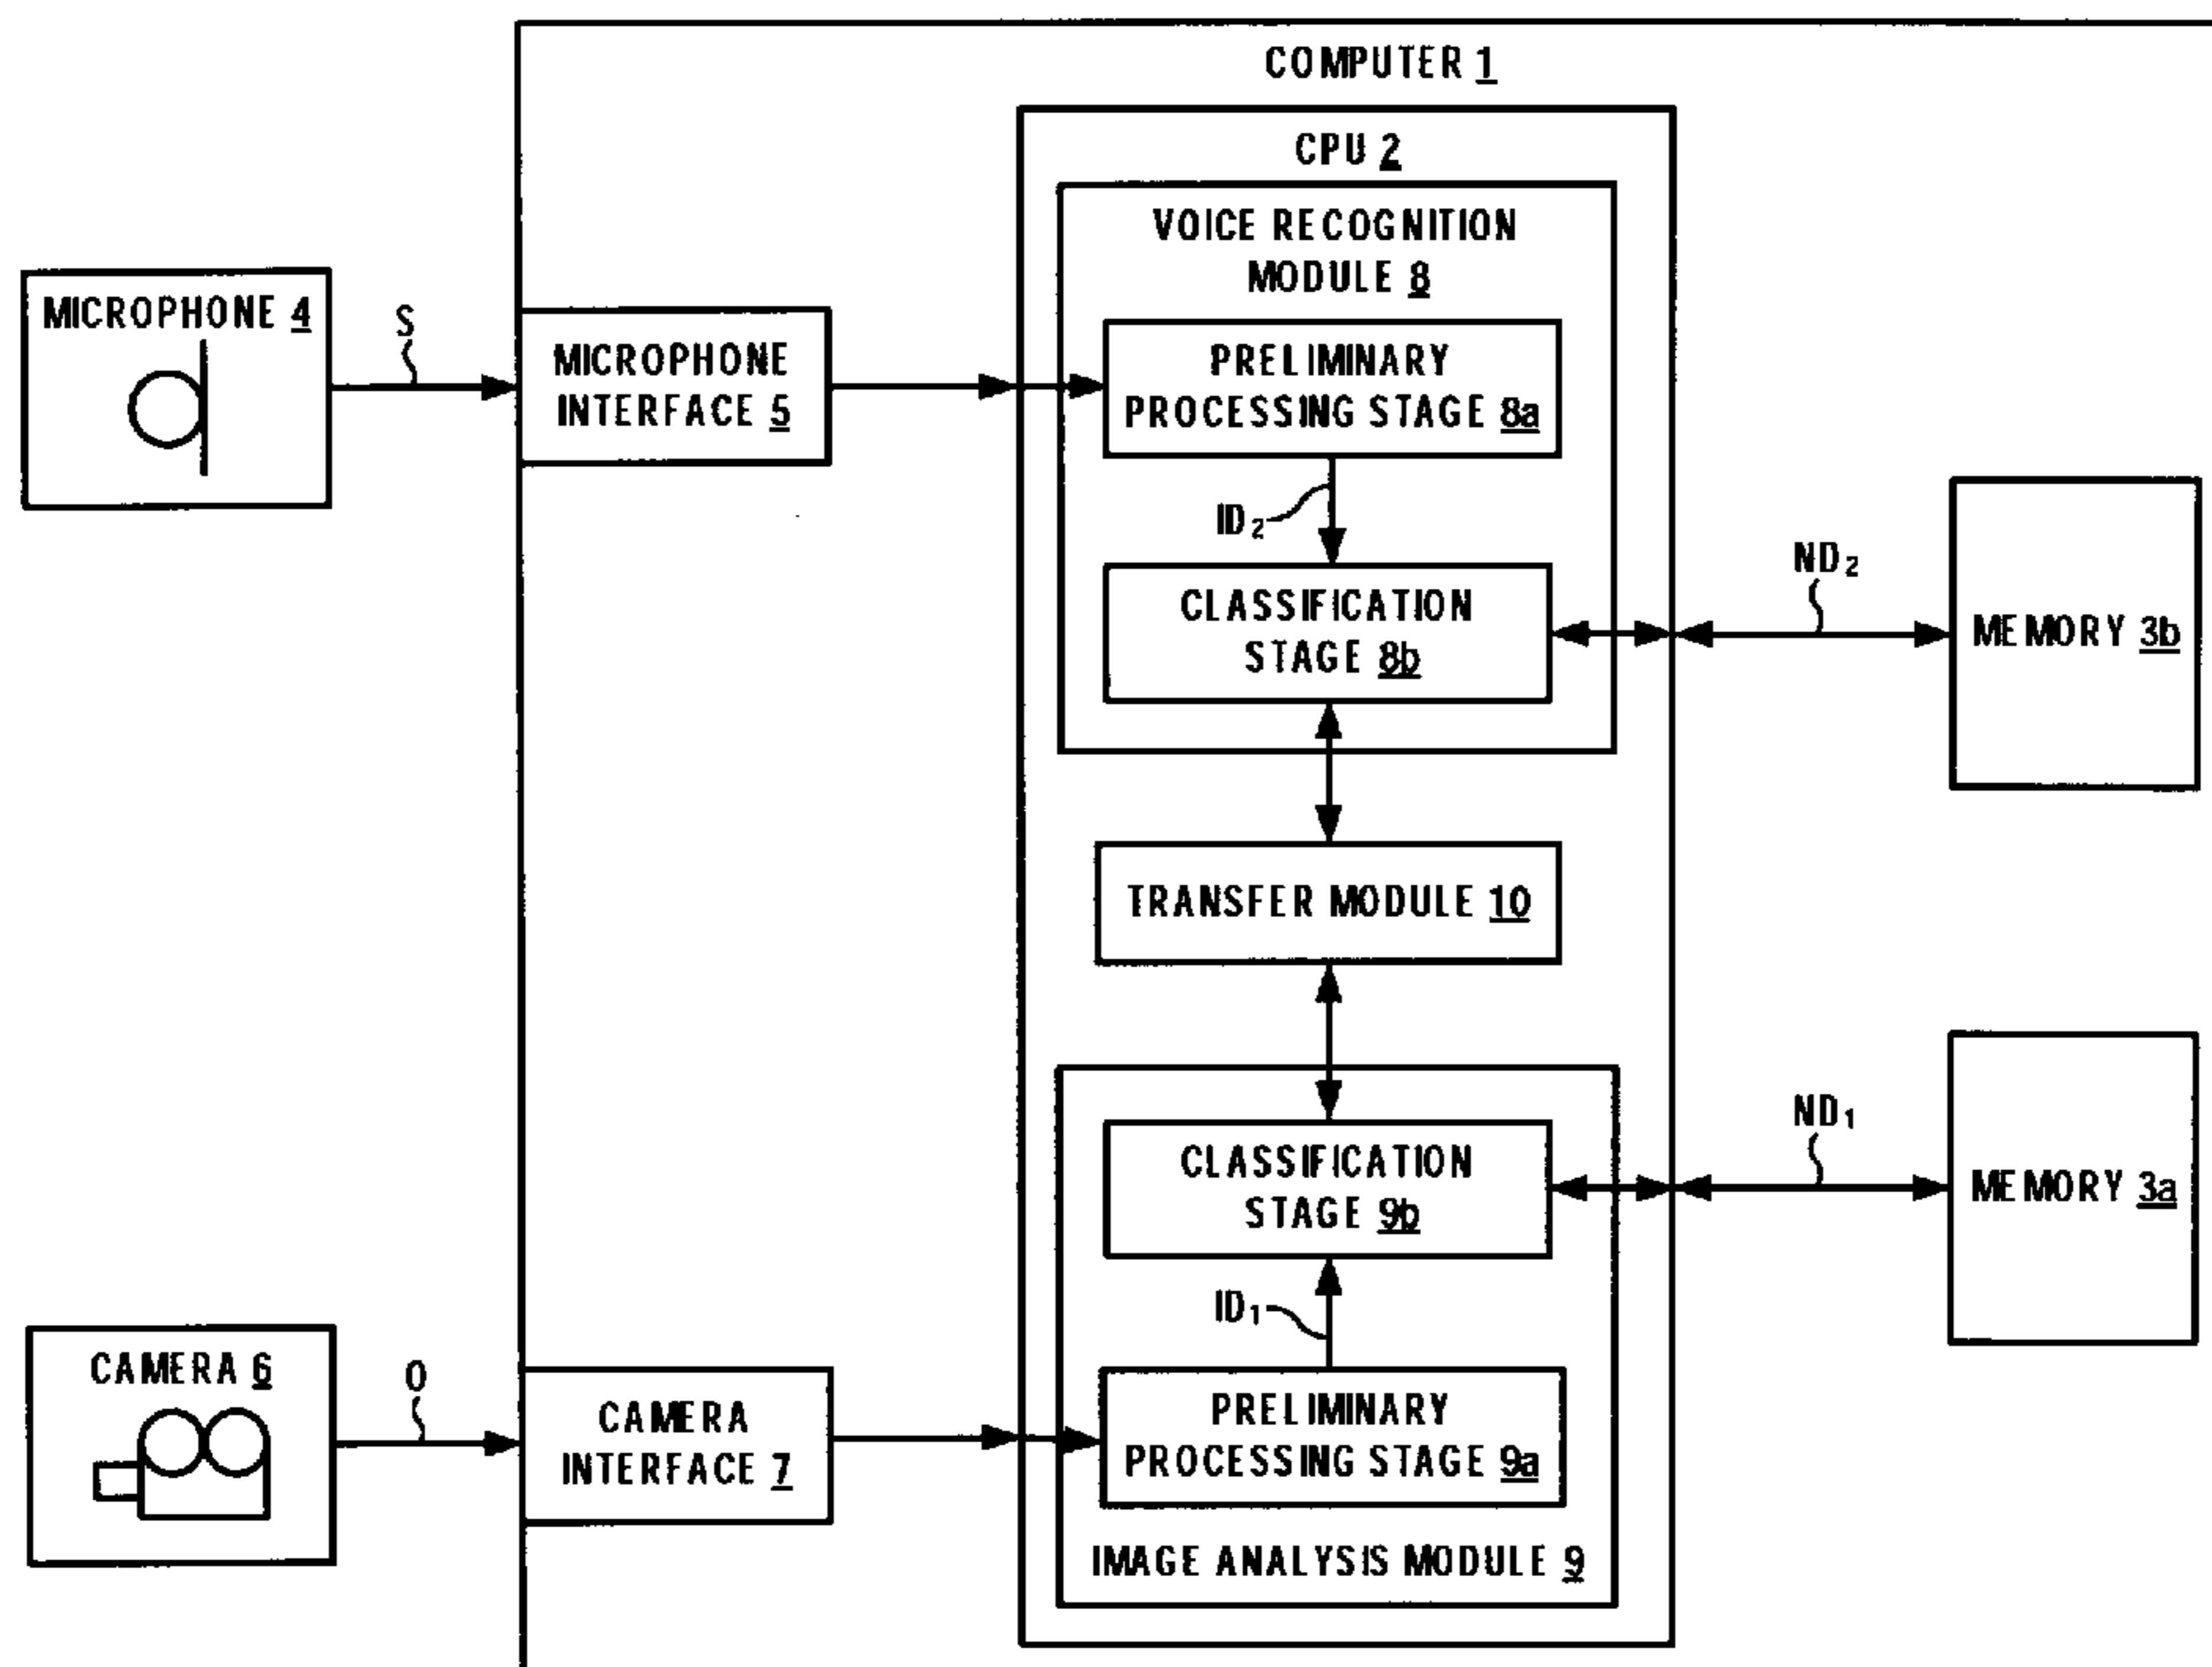 COMPUTER 1
CPU 2
VOICE RECOGNITION
MODULE 8
MICROPHONE 4
S
MICROPHONE
INTERFACE 5
PRELIMINARY
PROCESSING STAGE 8a
ID₂
CLASSIFICATION
STAGE 8b
ND₂
MEMORY 3b
TRANSFER MODULE 10
CLASSIFICATION
STAGE 9b
ND₁
MEMORY 3a
ID₁
CAMERA 6
O
CAMERA
INTERFACE 7
PRELIMINARY
PROCESSING STAGE 9a
IMAGE ANALYSIS MODULE 9